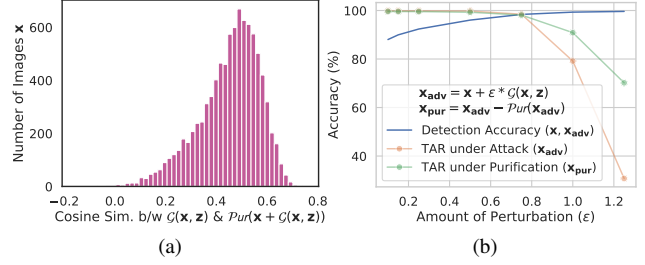 Number of Images x
600
400
200
0
−0.2
0.0
0.2
0.4
0.6
0.8
Cosine Sim. b/w G(x, z) & Pur(x + G(x, z))
(a)
Accuracy (%)
100
80
60
40
x_adv = x + ε * G(x, z)
x_pur = x_adv − Pur(x_adv)
Detection Accuracy (x, x_adv)
TAR under Attack (x_adv)
TAR under Purification (x_pur)
0.2
0.4
0.6
0.8
1.0
1.2
Amount of Perturbation (ε)
(b)